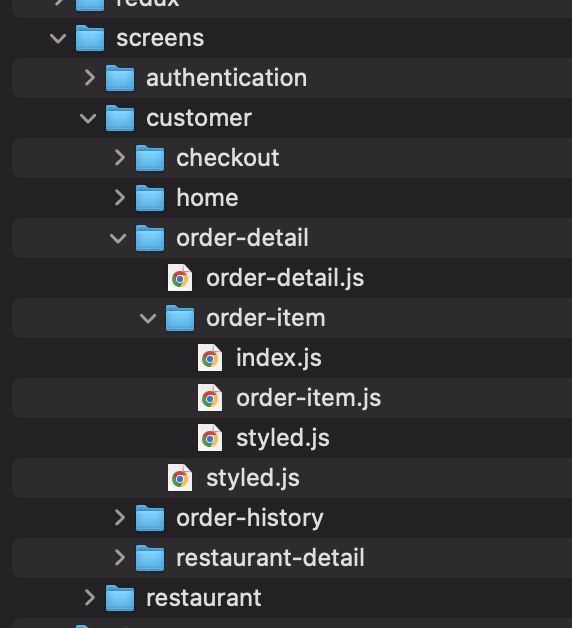 redux
screens
authentication
customer
checkout
home
order-detail
order-detail.js
order-item
index.js
order-item.js
styled.js
styled.js
order-history
restaurant-detail
restaurant